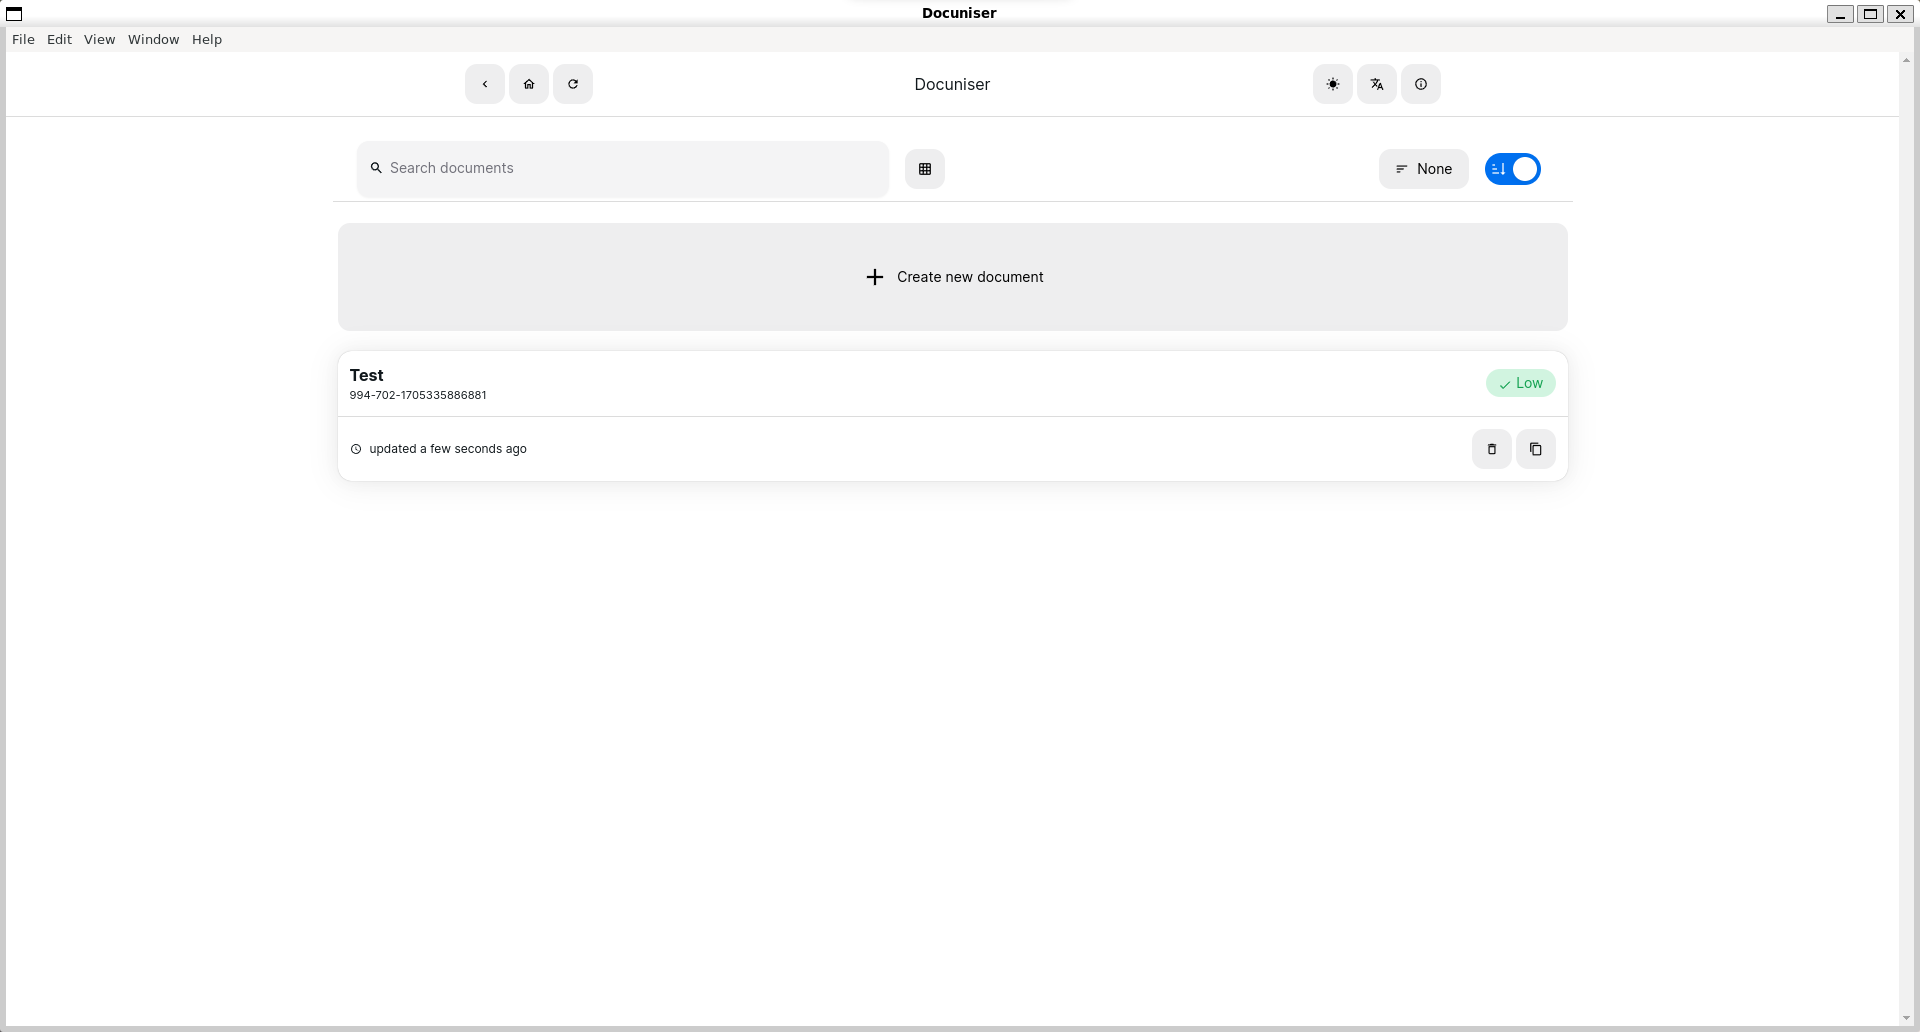 Docuniser
File Edit View Window Help
Docuniser
Search documents
None
Create new document
Test
994-702-1705335886881
Low
updated a few seconds ago